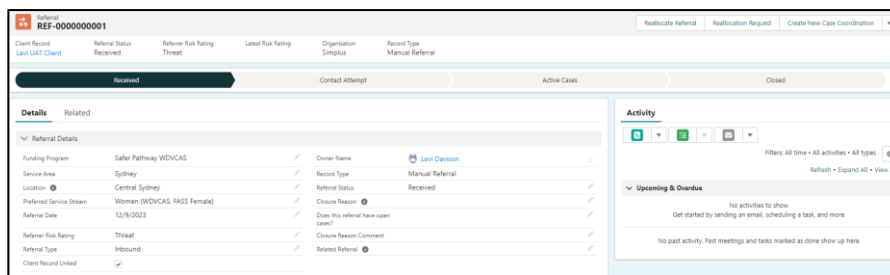 Referral
REF-0000000001
Reallocate Referral Reallocation Request Create New Case Coordination
Client Record Referral Status Referrer Risk Rating Latest Risk Rating Organisation Record Type
Levi UAT Client Received Threat Simplus Manual Referral
Received Contact Attempt Active Cases Closed
Details Related
Referral Details
Funding Program Safer Pathway WDVCAS Owner Name Levi Davison
Service Area Sydney Record Type Manual Referral
Location Central Sydney Referral Status Received
Preferred Service Stream Women (WDVCAS, FASS Female) Closure Reason
Referral Date 12/9/2023 Does this referral have open
cases?
Referrer Risk Rating Threat Closure Reason Comment
Referral Type Inbound Related Referral
Client Record Linked
Activity
Filters: All time • All activities • All types
Refresh • Expand All • View
Upcoming & Overdue
No activities to show.
Get started by sending an email, scheduling a task, and more.
No past activity. Past meetings and tasks marked as done show up here.